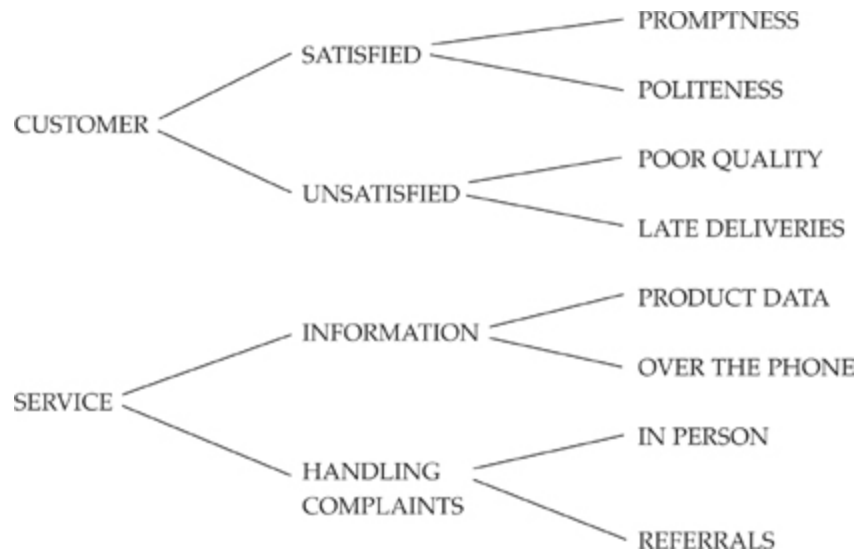 PROMPTNESS
SATISFIED
POLITENESS
CUSTOMER
POOR QUALITY
UNSATISFIED
LATE DELIVERIES
PRODUCT DATA
INFORMATION
OVER THE PHONE
SERVICE
IN PERSON
HANDLING
COMPLAINTS
REFERRALS